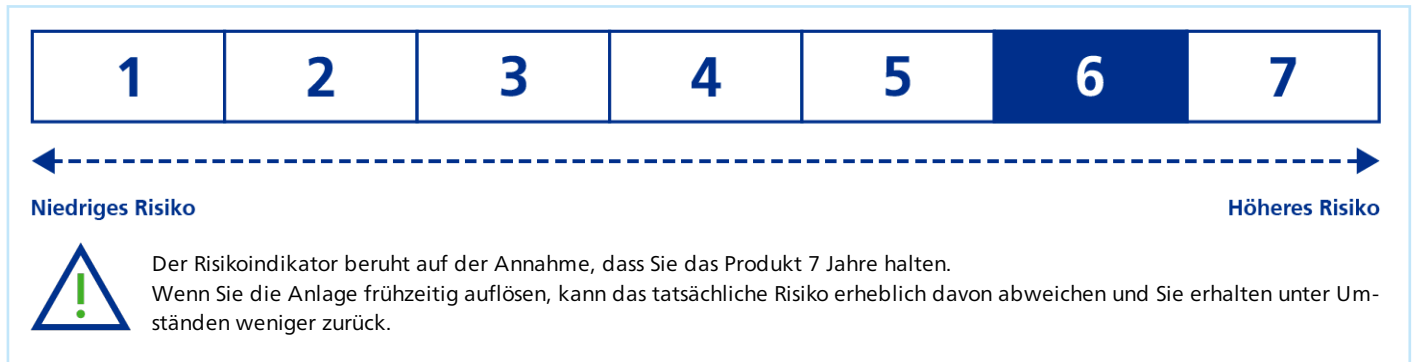 1 2 3 4 5 6 7
Niedriges Risiko Höheres Risiko
Der Risikoindikator beruht auf der Annahme, dass Sie das Produkt 7 Jahre halten.
Wenn Sie die Anlage frühzeitig auflösen, kann das tatsächliche Risiko erheblich davon abweichen und Sie erhalten unter Um-
ständen weniger zurück.